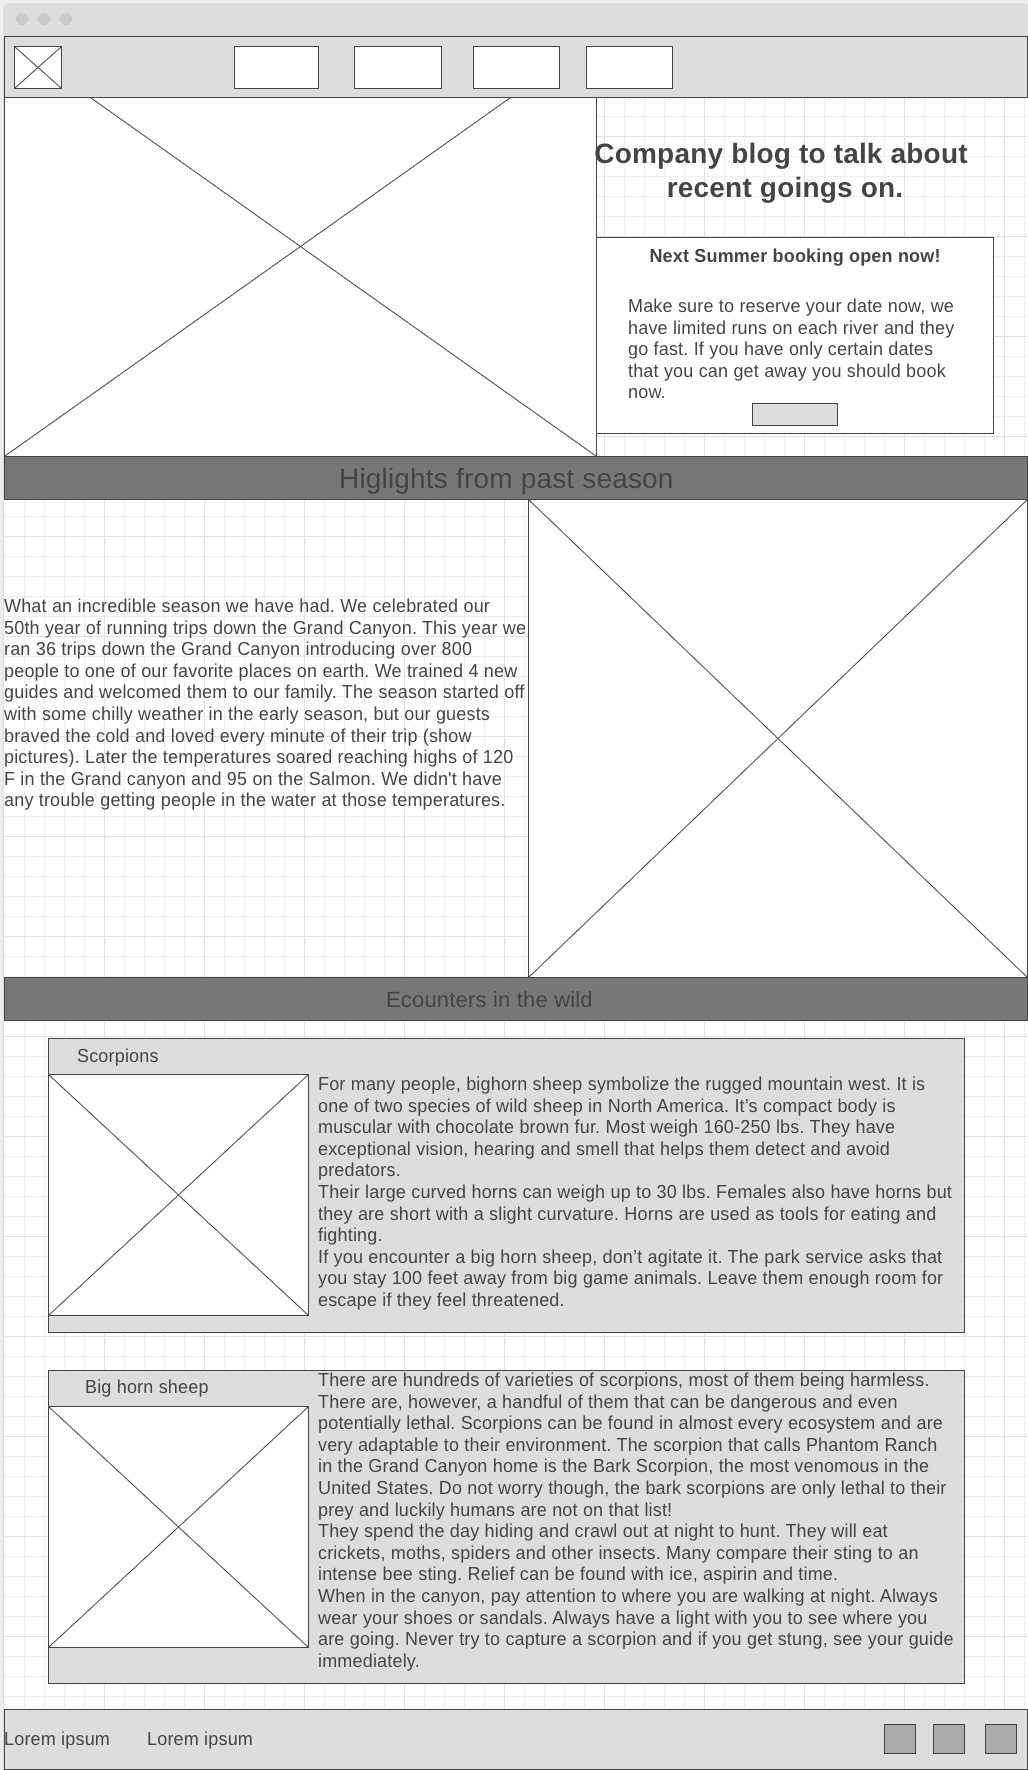 Company blog to talk about
recent goings on.
Next Summer booking open now!
Make sure to reserve your date now, we
have limited runs on each river and they
go fast. If you have only certain dates
that you can get away you should book
now.
Higlights from past season
What an incredible season we have had. We celebrated our
50th year of running trips down the Grand Canyon. This year we
ran 36 trips down the Grand Canyon introducing over 800
people to one of our favorite places on earth. We trained 4 new
guides and welcomed them to our family. The season started off
with some chilly weather in the early season, but our guests
braved the cold and loved every minute of their trip (show
pictures). Later the temperatures soared reaching highs of 120
F in the Grand canyon and 95 on the Salmon. We didn't have
any trouble getting people in the water at those temperatures.
Ecounters in the wild
Scorpions
For many people, bighorn sheep symbolize the rugged mountain west. It is
one of two species of wild sheep in North America. It’s compact body is
muscular with chocolate brown fur. Most weigh 160-250 lbs. They have
exceptional vision, hearing and smell that helps them detect and avoid
predators.
Their large curved horns can weigh up to 30 lbs. Females also have horns but
they are short with a slight curvature. Horns are used as tools for eating and
fighting.
If you encounter a big horn sheep, don’t agitate it. The park service asks that
you stay 100 feet away from big game animals. Leave them enough room for
escape if they feel threatened.
Big horn sheep
There are hundreds of varieties of scorpions, most of them being harmless.
There are, however, a handful of them that can be dangerous and even
potentially lethal. Scorpions can be found in almost every ecosystem and are
very adaptable to their environment. The scorpion that calls Phantom Ranch
in the Grand Canyon home is the Bark Scorpion, the most venomous in the
United States. Do not worry though, the bark scorpions are only lethal to their
prey and luckily humans are not on that list!
They spend the day hiding and crawl out at night to hunt. They will eat
crickets, moths, spiders and other insects. Many compare their sting to an
intense bee sting. Relief can be found with ice, aspirin and time.
When in the canyon, pay attention to where you are walking at night. Always
wear your shoes or sandals. Always have a light with you to see where you
are going. Never try to capture a scorpion and if you get stung, see your guide
immediately.
Lorem ipsum Lorem ipsum